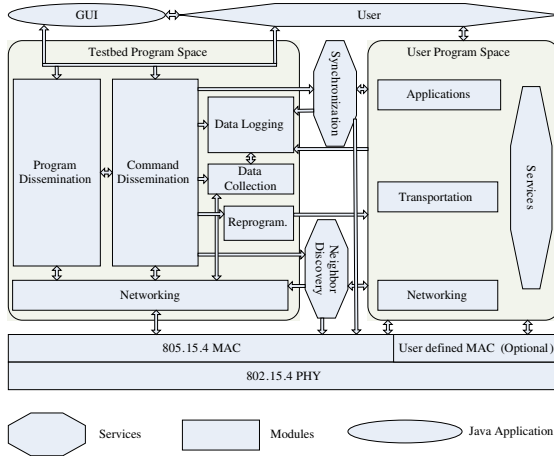 GUI
User
Testbed Program Space
User Program Space
Synchronization
Applications
Data Logging
Program
Dissemination
Command
Dissemination
Data
Collection
Transportation
Services
Reprogram.
Neighbor
Discovery
Networking
Networking
805.15.4 MAC
User defined MAC (Optional)
802.15.4 PHY
Services
Modules
Java Application